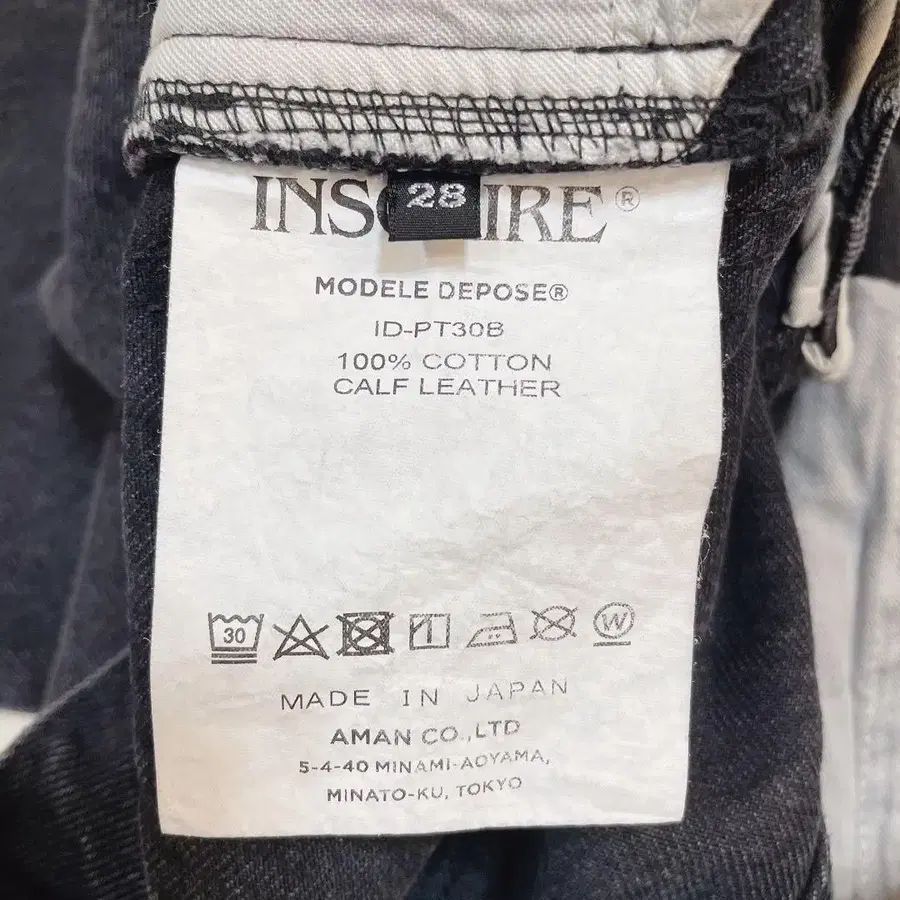 28
INSC IRE®
MODELE DEPOSE®
ID-PT30B
100% COTTON
CALF LEATHER
30 W
MADE IN JAPAN
AMAN CO.,LTD
5-4-40 MINAMI-AOYAMA,
MINATO-KU, TOKYO